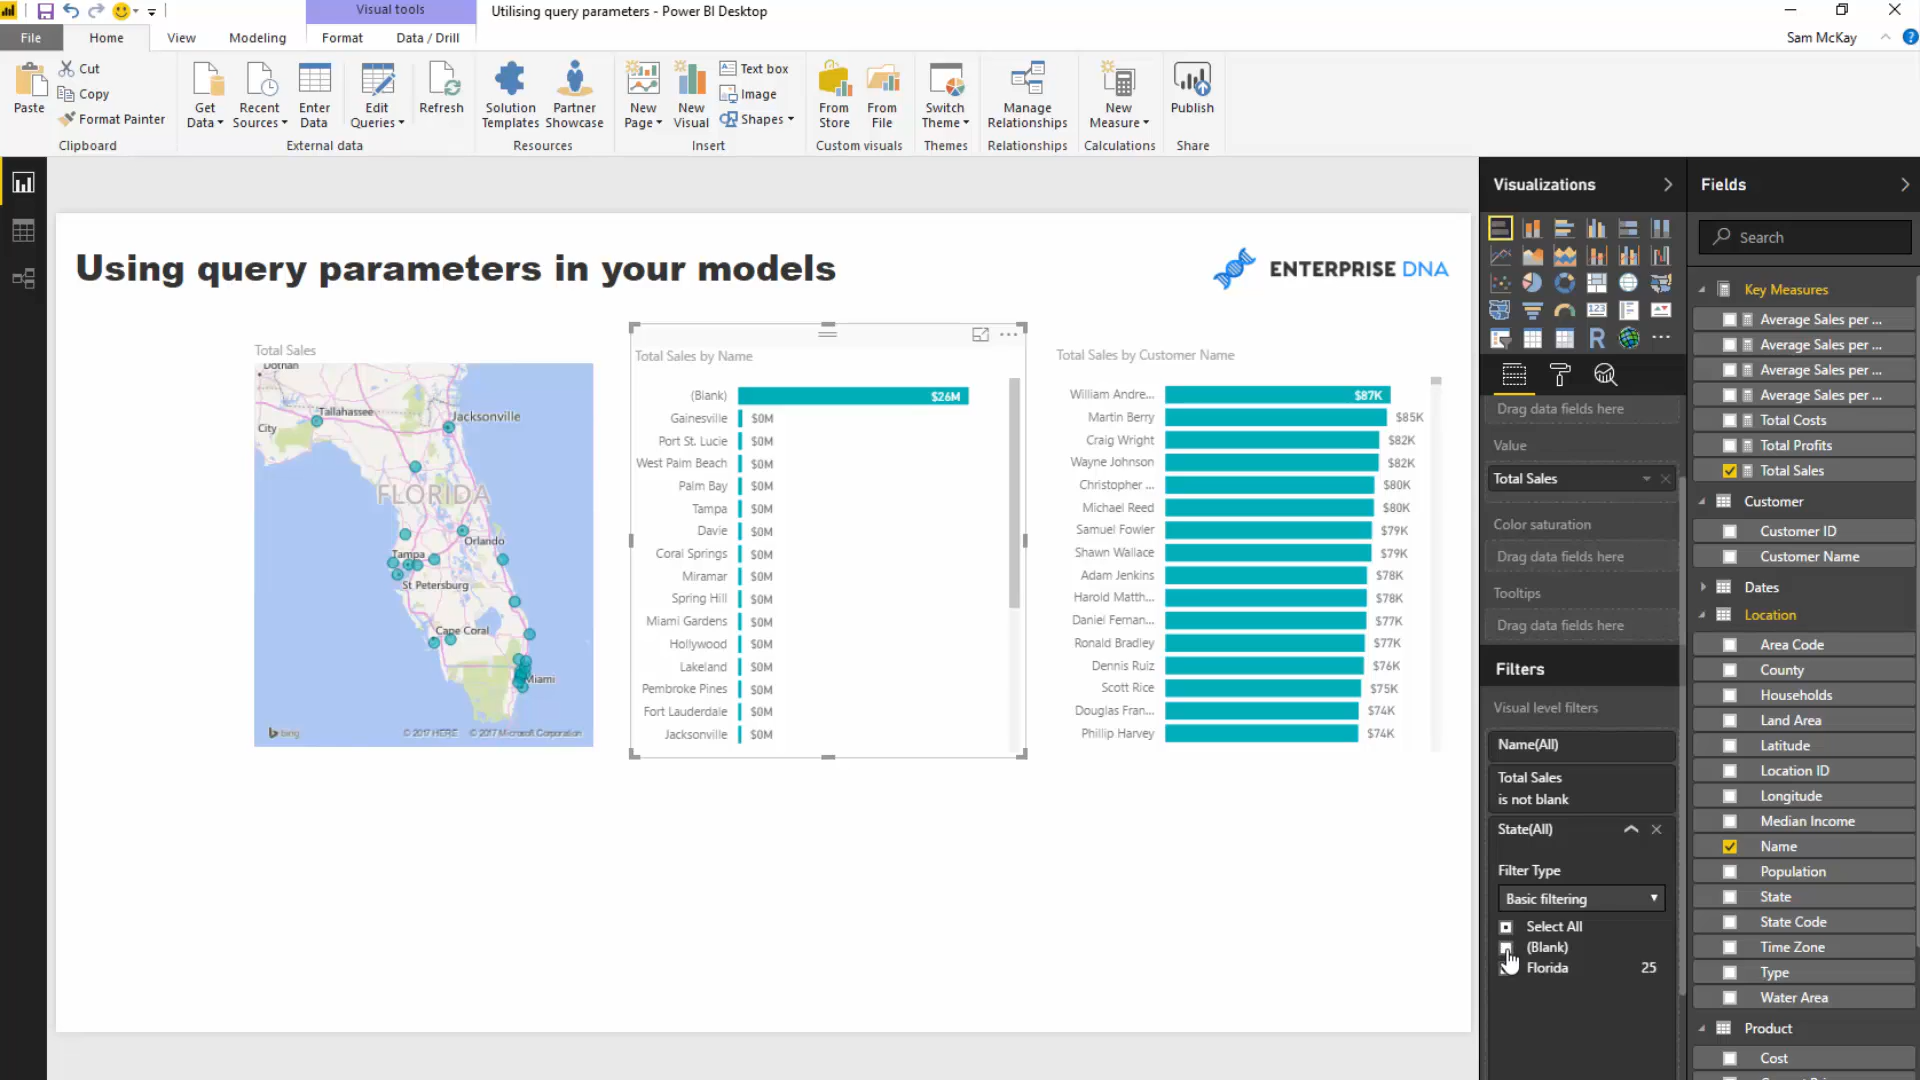 Visual tools
Utilising query parameters - Power BI Desktop
File
Home
View
Modeling
Format
Data / Drill
Sam McKay
Paste
Cut
Copy
Format Painter
Clipboard
Get Data
Recent Sources
Enter Data
Edit Queries
Refresh
External data
Solution Templates
Partner Showcase
Resources
New Page
New Visual
Text box
Image
Shapes
Insert
From Store
From File
Custom visuals
Switch Theme
Themes
Manage Relationships
Relationships
New Measure
Calculations
Publish
Share
Using query parameters in your models
ENTERPRISE DNA
Total Sales
Dothan
Tallahassee
City
Jacksonville
FLORIDA
Orlando
Tampa
St Petersburg
Cape Coral
Miami
bing
© 2017 HERE © 2017 Microsoft Corporation
Total Sales by Name
(Blank) $26M
Gainesville $0M
Port St. Lucie $0M
West Palm Beach $0M
Palm Bay $0M
Tampa $0M
Davie $0M
Coral Springs $0M
Miramar $0M
Spring Hill $0M
Miami Gardens $0M
Hollywood $0M
Lakeland $0M
Pembroke Pines $0M
Fort Lauderdale $0M
Jacksonville $0M
Total Sales by Customer Name
William Andre... $87K
Martin Berry $85K
Craig Wright $82K
Wayne Johnson $82K
Christopher ... $80K
Michael Reed $80K
Samuel Fowler $79K
Shawn Wallace $79K
Adam Jenkins $78K
Harold Matth... $78K
Daniel Fernan... $77K
Ronald Bradley $77K
Dennis Ruiz $76K
Scott Rice $75K
Douglas Fran... $74K
Phillip Harvey $74K
Visualizations
123
R
Drag data fields here
Value
Total Sales
Color saturation
Drag data fields here
Tooltips
Drag data fields here
Filters
Visual level filters
Name(All)
Total Sales
is not blank
State(All)
Filter Type
Basic filtering
Select All
(Blank)
Florida 25
Fields
Search
Key Measures
Average Sales per ...
Average Sales per ...
Average Sales per ...
Average Sales per ...
Total Costs
Total Profits
Total Sales
Customer
Customer ID
Customer Name
Dates
Location
Area Code
County
Households
Land Area
Latitude
Location ID
Longitude
Median Income
Name
Population
State
State Code
Time Zone
Type
Water Area
Product
Cost